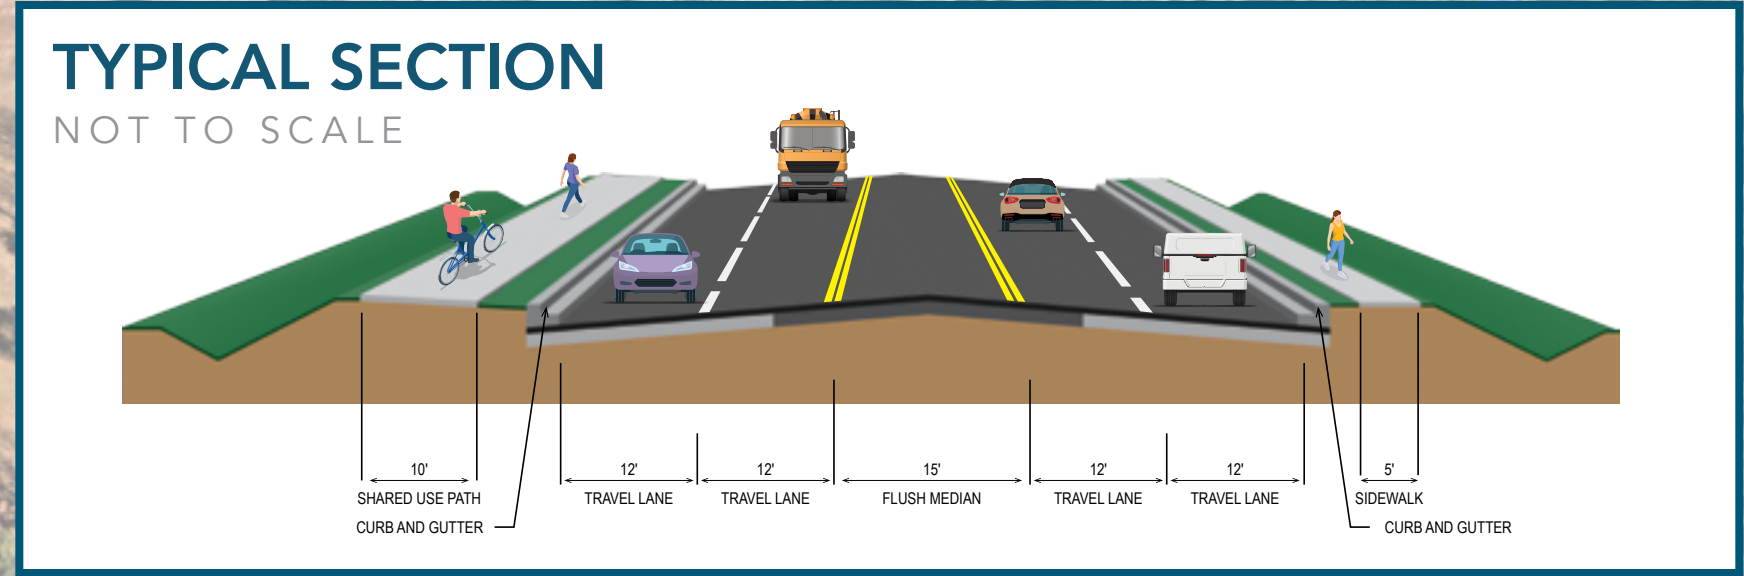 TYPICAL SECTION
NOT TO SCALE
10'
12'
12'
15'
12'
12'
5'
SHARED USE PATH
TRAVEL LANE
TRAVEL LANE
FLUSH MEDIAN
TRAVEL LANE
TRAVEL LANE
SIDEWALK
CURB AND GUTTER
CURB AND GUTTER